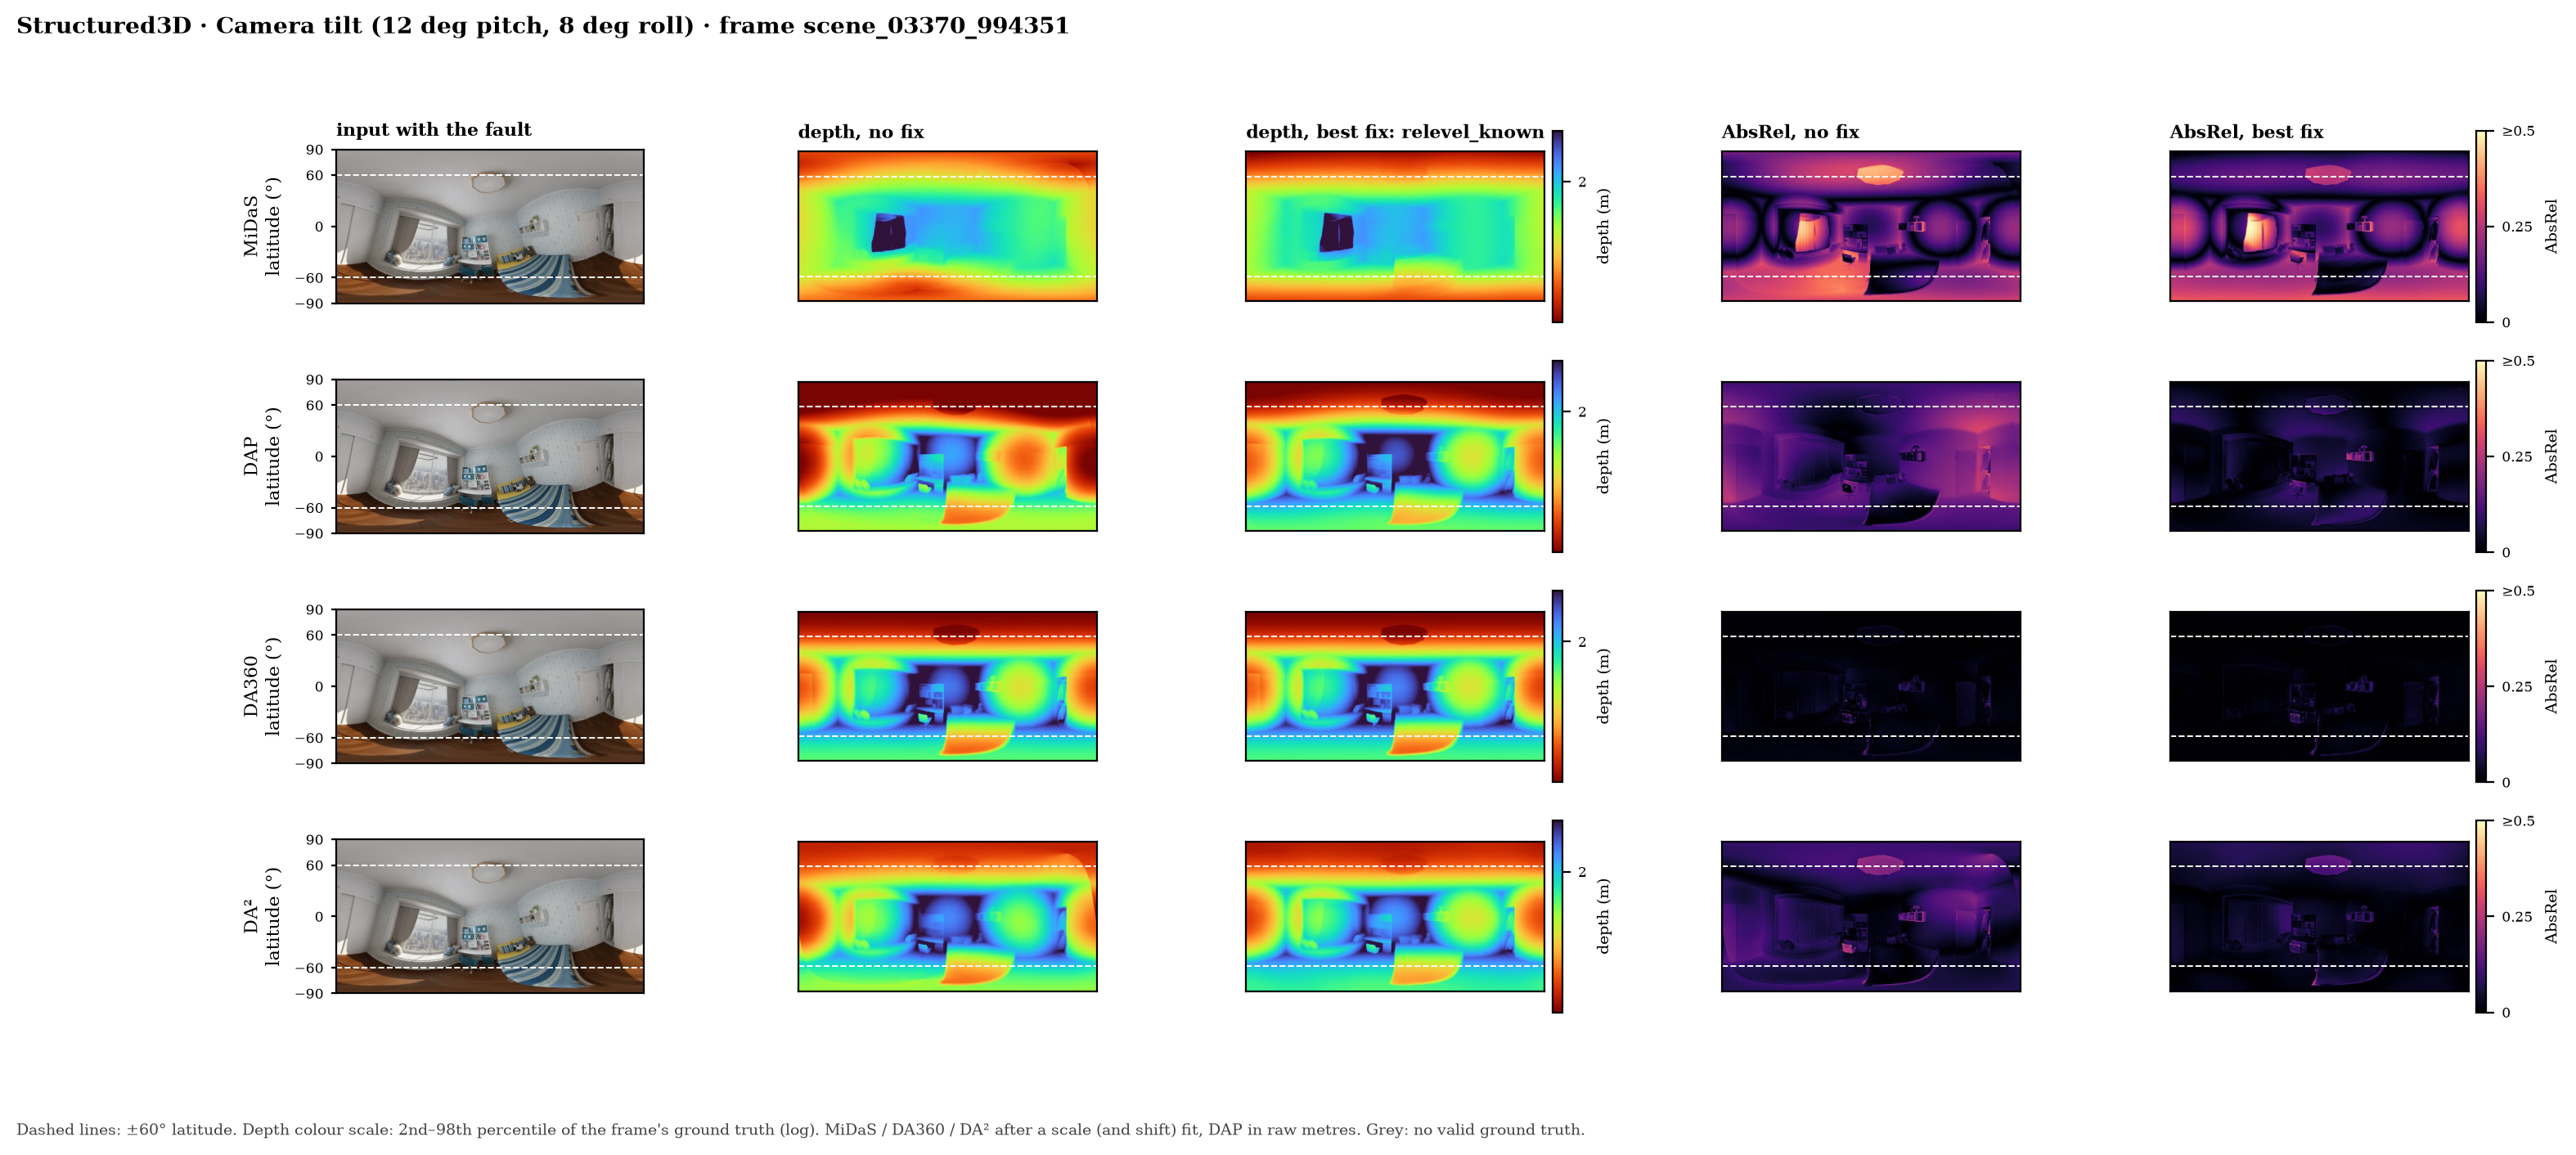 Structured3D · Camera tilt (12 deg pitch, 8 deg roll) · frame scene_03370_994351
input with the fault
depth, no fix
depth, best fix: relevel_known
AbsRel, no fix
AbsRel, best fix
MiDaS
latitude (°)
90
60
0
−60
−90
2
depth (m)
≥0.5
0.25
0
AbsRel
DAP
latitude (°)
90
60
0
−60
−90
2
depth (m)
≥0.5
0.25
0
AbsRel
DA360
latitude (°)
90
60
0
−60
−90
2
depth (m)
≥0.5
0.25
0
AbsRel
DA²
latitude (°)
90
60
0
−60
−90
2
depth (m)
≥0.5
0.25
0
AbsRel
Dashed lines: ±60° latitude. Depth colour scale: 2nd–98th percentile of the frame's ground truth (log). MiDaS / DA360 / DA² after a scale (and shift) fit, DAP in raw metres. Grey: no valid ground truth.